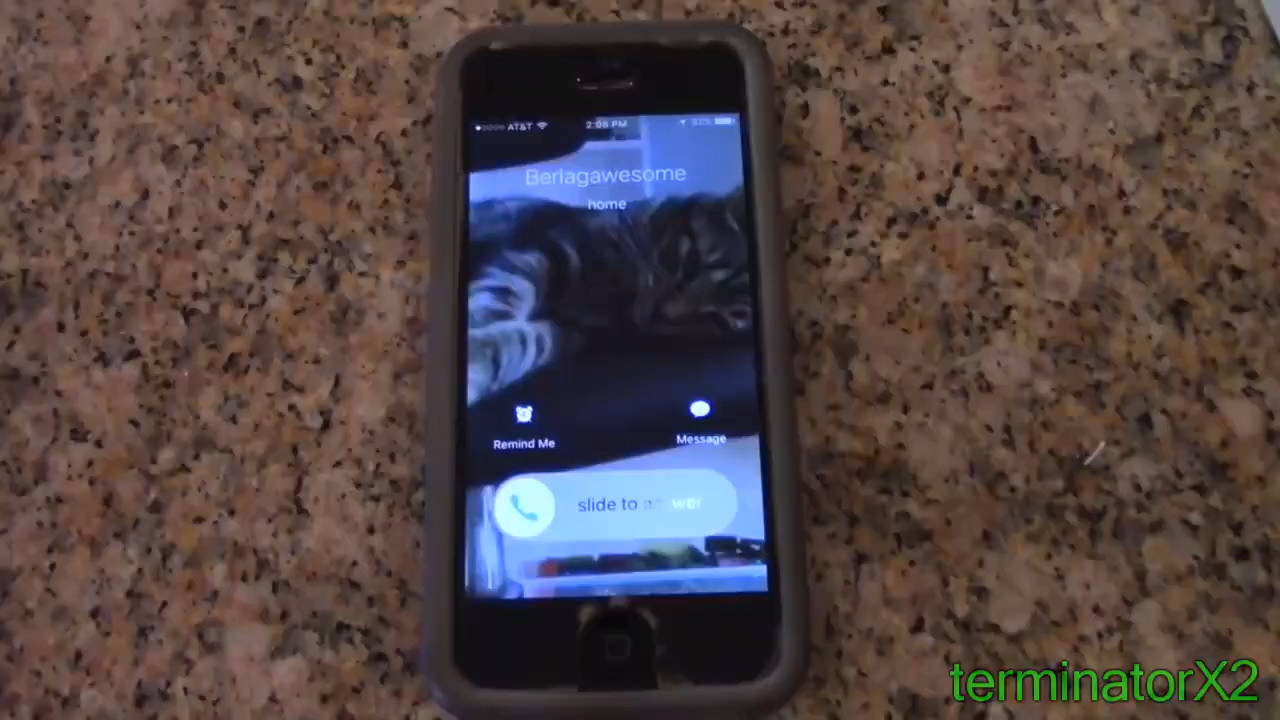 AT&T 2:08 PM
Berlagawesome
home
Remind Me
Message
slide to
terminatorX2